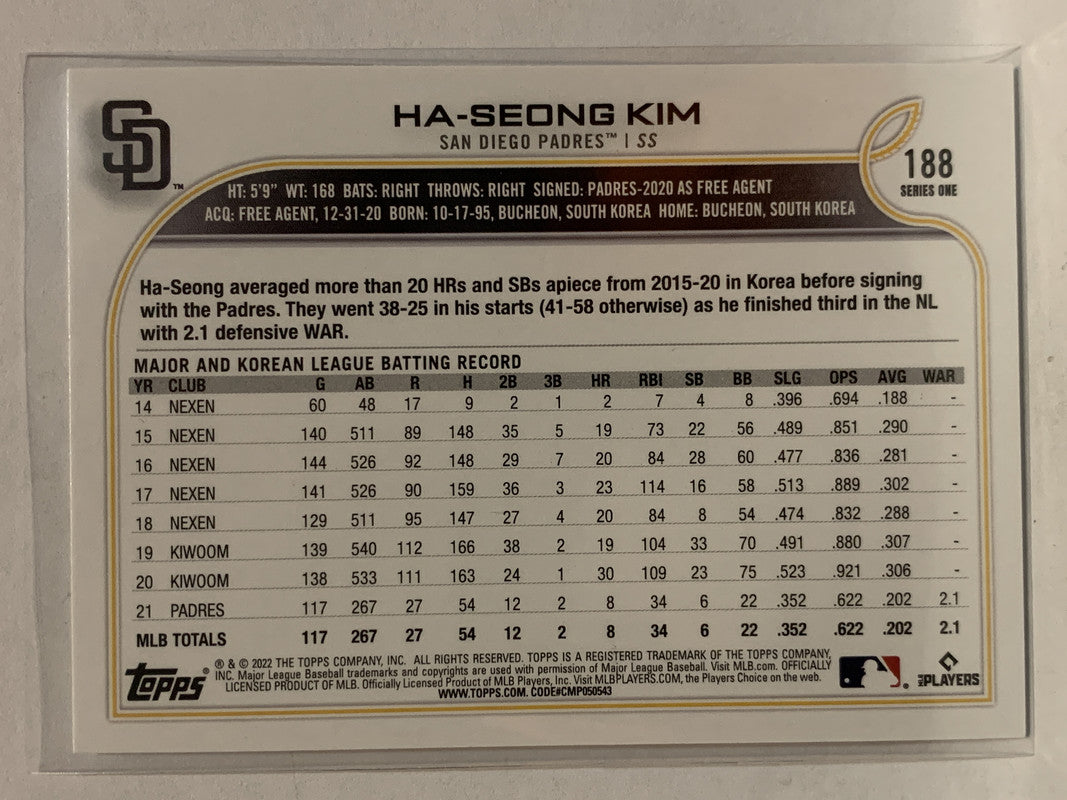 SD™
HA-SEONG KIM
SAN DIEGO PADRES™ | SS
188
SERIES ONE
HT: 5'9" WT: 168 BATS: RIGHT THROWS: RIGHT SIGNED: PADRES-2020 AS FREE AGENT
ACQ: FREE AGENT, 12-31-20 BORN: 10-17-95, BUCHEON, SOUTH KOREA HOME: BUCHEON, SOUTH KOREA
Ha-Seong averaged more than 20 HRs and SBs apiece from 2015-20 in Korea before signing
with the Padres. They went 38-25 in his starts (41-58 otherwise) as he finished third in the NL
with 2.1 defensive WAR.
MAJOR AND KOREAN LEAGUE BATTING RECORD
YR CLUB G AB R H 2B 3B HR RBI SB BB SLG OPS AVG WAR
14 NEXEN 60 48 17 9 2 1 2 7 4 8 .396 .694 .188 -
15 NEXEN 140 511 89 148 35 5 19 73 22 56 .489 .851 .290 -
16 NEXEN 144 526 92 148 29 7 20 84 28 60 .477 .836 .281 -
17 NEXEN 141 526 90 159 36 3 23 114 16 58 .513 .889 .302 -
18 NEXEN 129 511 95 147 27 4 20 84 8 54 .474 .832 .288 -
19 KIWOOM 139 540 112 166 38 2 19 104 33 70 .491 .880 .307 -
20 KIWOOM 138 533 111 163 24 1 30 109 23 75 .523 .921 .306 -
21 PADRES 117 267 27 54 12 2 8 34 6 22 .352 .622 .202 2.1
MLB TOTALS 117 267 27 54 12 2 8 34 6 22 .352 .622 .202 2.1
topps®
® & © 2022 THE TOPPS COMPANY, INC. ALL RIGHTS RESERVED. TOPPS IS A REGISTERED TRADEMARK OF THE TOPPS COMPANY,
INC. Major League Baseball trademarks and copyrights are used with permission of Major League Baseball. Visit MLB.com. OFFICIALLY
LICENSED PRODUCT OF MLB. Officially Licensed Product of MLB Players, Inc. Visit MLBPLAYERS.COM, the Players Choice on the web.
WWW.TOPPS.COM. CODE#CMP050543
MLB PLAYERS